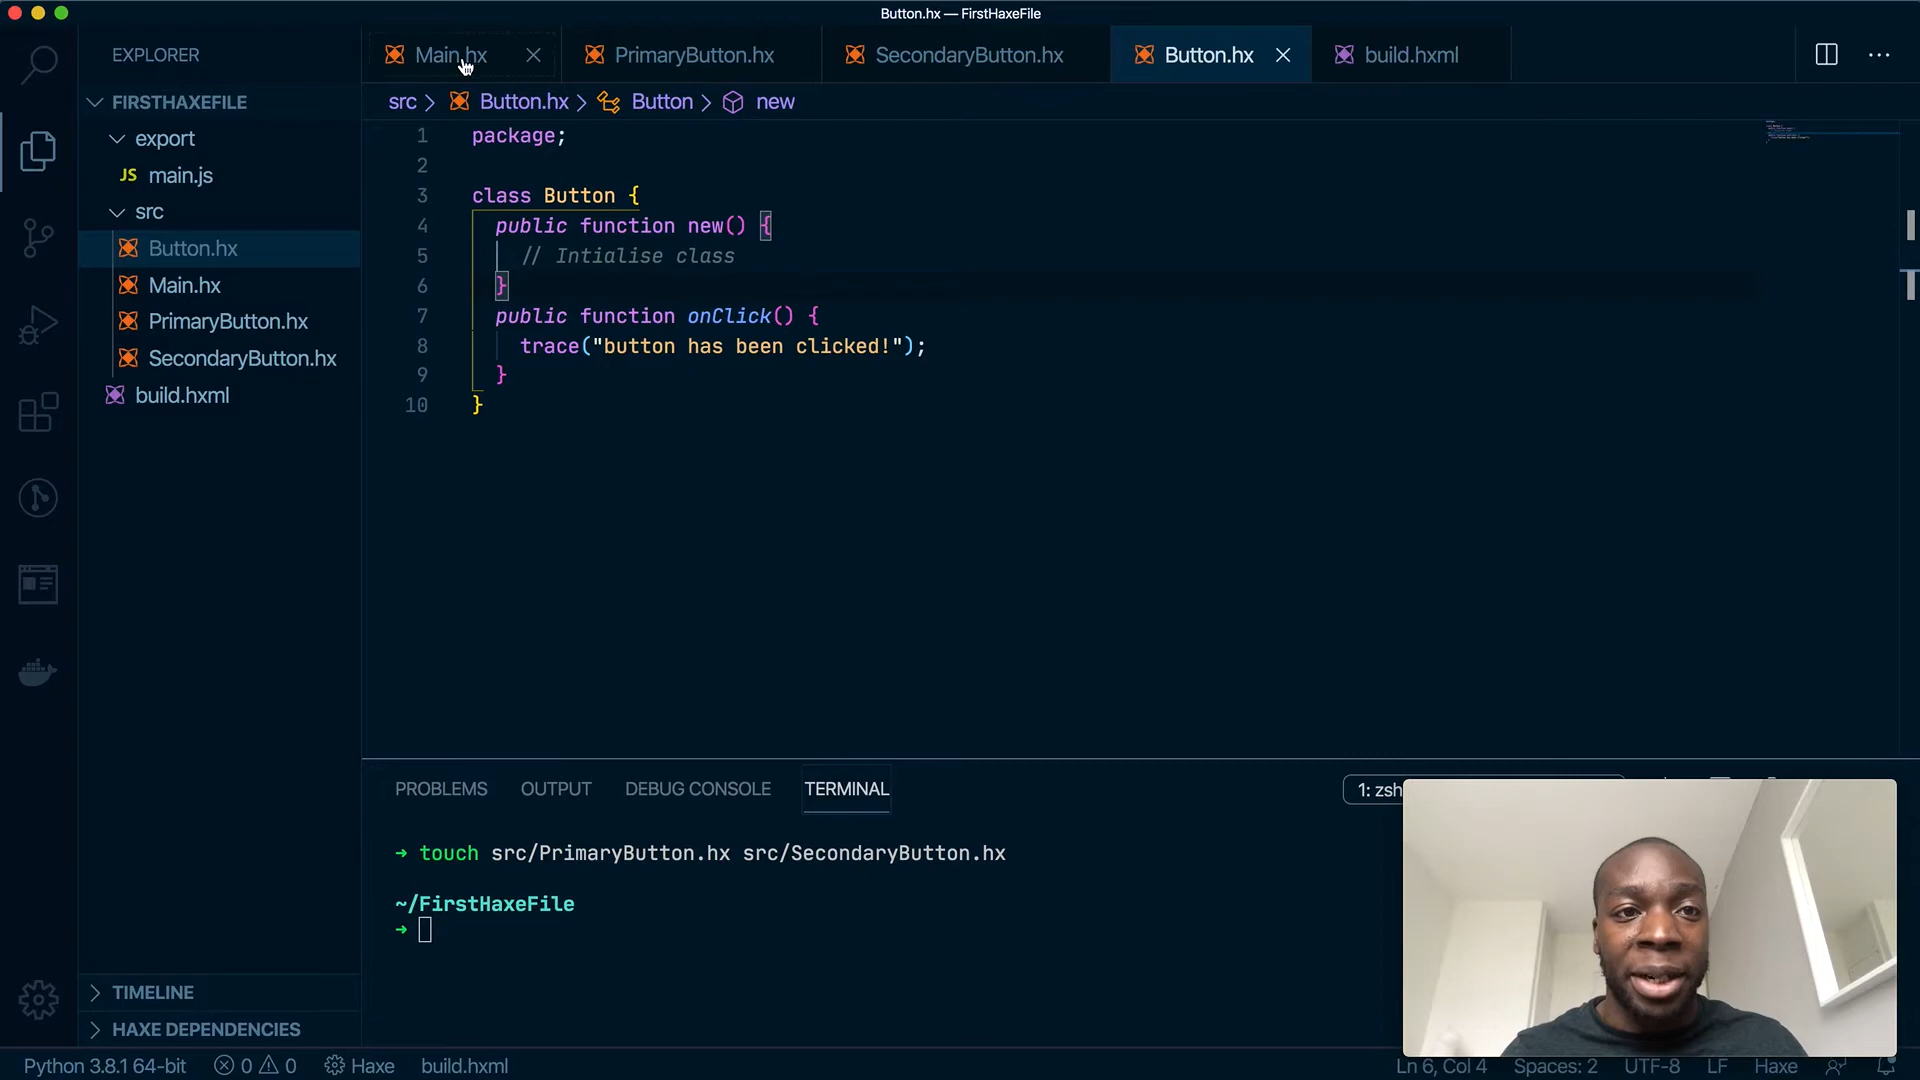 Button.hx — FirstHaxeFile
EXPLORER
Main.hx
PrimaryButton.hx
SecondaryButton.hx
Button.hx
build.hxml
FIRSTHAXEFILE
src > Button.hx > Button > new
export
JS main.js
src
Button.hx
Main.hx
PrimaryButton.hx
SecondaryButton.hx
build.hxml
1 package;
2
3 class Button {
4 public function new() {
5 // Intialise class
6 }
7 public function onClick() {
8 trace("button has been clicked!");
9 }
10 }
PROBLEMS OUTPUT DEBUG CONSOLE TERMINAL
1: zsh
→ touch src/PrimaryButton.hx src/SecondaryButton.hx
~/FirstHaxeFile
→
TIMELINE
HAXE DEPENDENCIES
Python 3.8.1 64-bit 0 0 Haxe build.hxml Ln 6, Col 4 Spaces: 2 UTF-8 LF Haxe